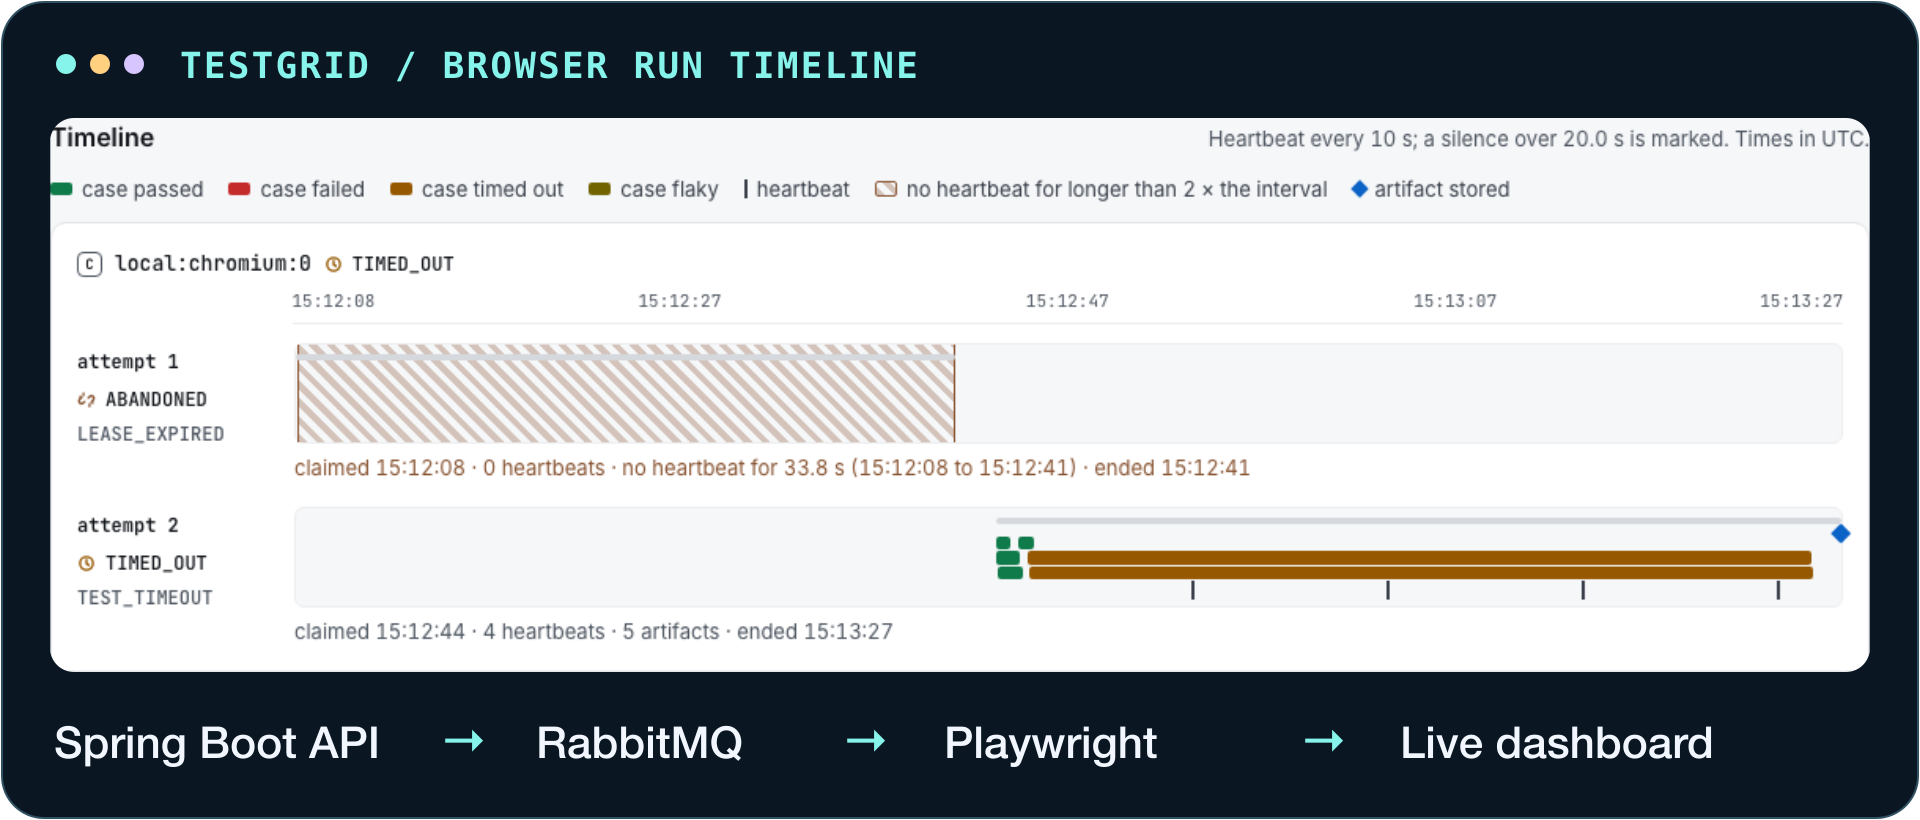 TESTGRID / BROWSER RUN TIMELINE
Timeline
Heartbeat every 10 s; a silence over 20.0 s is marked. Times in UTC.
case passed case failed case timed out case flaky heartbeat no heartbeat for longer than 2 × the interval artifact stored
C local:chromium:0 TIMED_OUT
15:12:08 15:12:27 15:12:47 15:13:07 15:13:27
attempt 1
ABANDONED
LEASE_EXPIRED
claimed 15:12:08 · 0 heartbeats · no heartbeat for 33.8 s (15:12:08 to 15:12:41) · ended 15:12:41
attempt 2
TIMED_OUT
TEST_TIMEOUT
claimed 15:12:44 · 4 heartbeats · 5 artifacts · ended 15:13:27
Spring Boot API → RabbitMQ → Playwright → Live dashboard